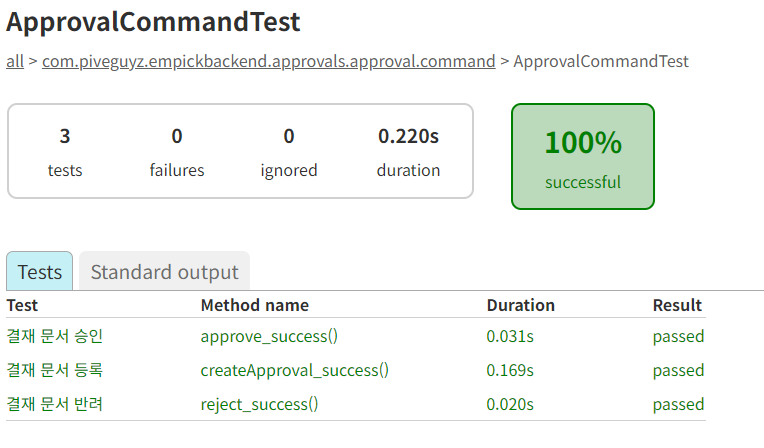 ApprovalCommandTest
all > com.piveguyz.empickbackend.approvals.approval.command > ApprovalCommandTest
3 0 0 0.220s
tests failures ignored duration
100%
successful
Tests Standard output
Test Method name Duration Result
결재 문서 승인 approve_success() 0.031s passed
결재 문서 등록 createApproval_success() 0.169s passed
결재 문서 반려 reject_success() 0.020s passed